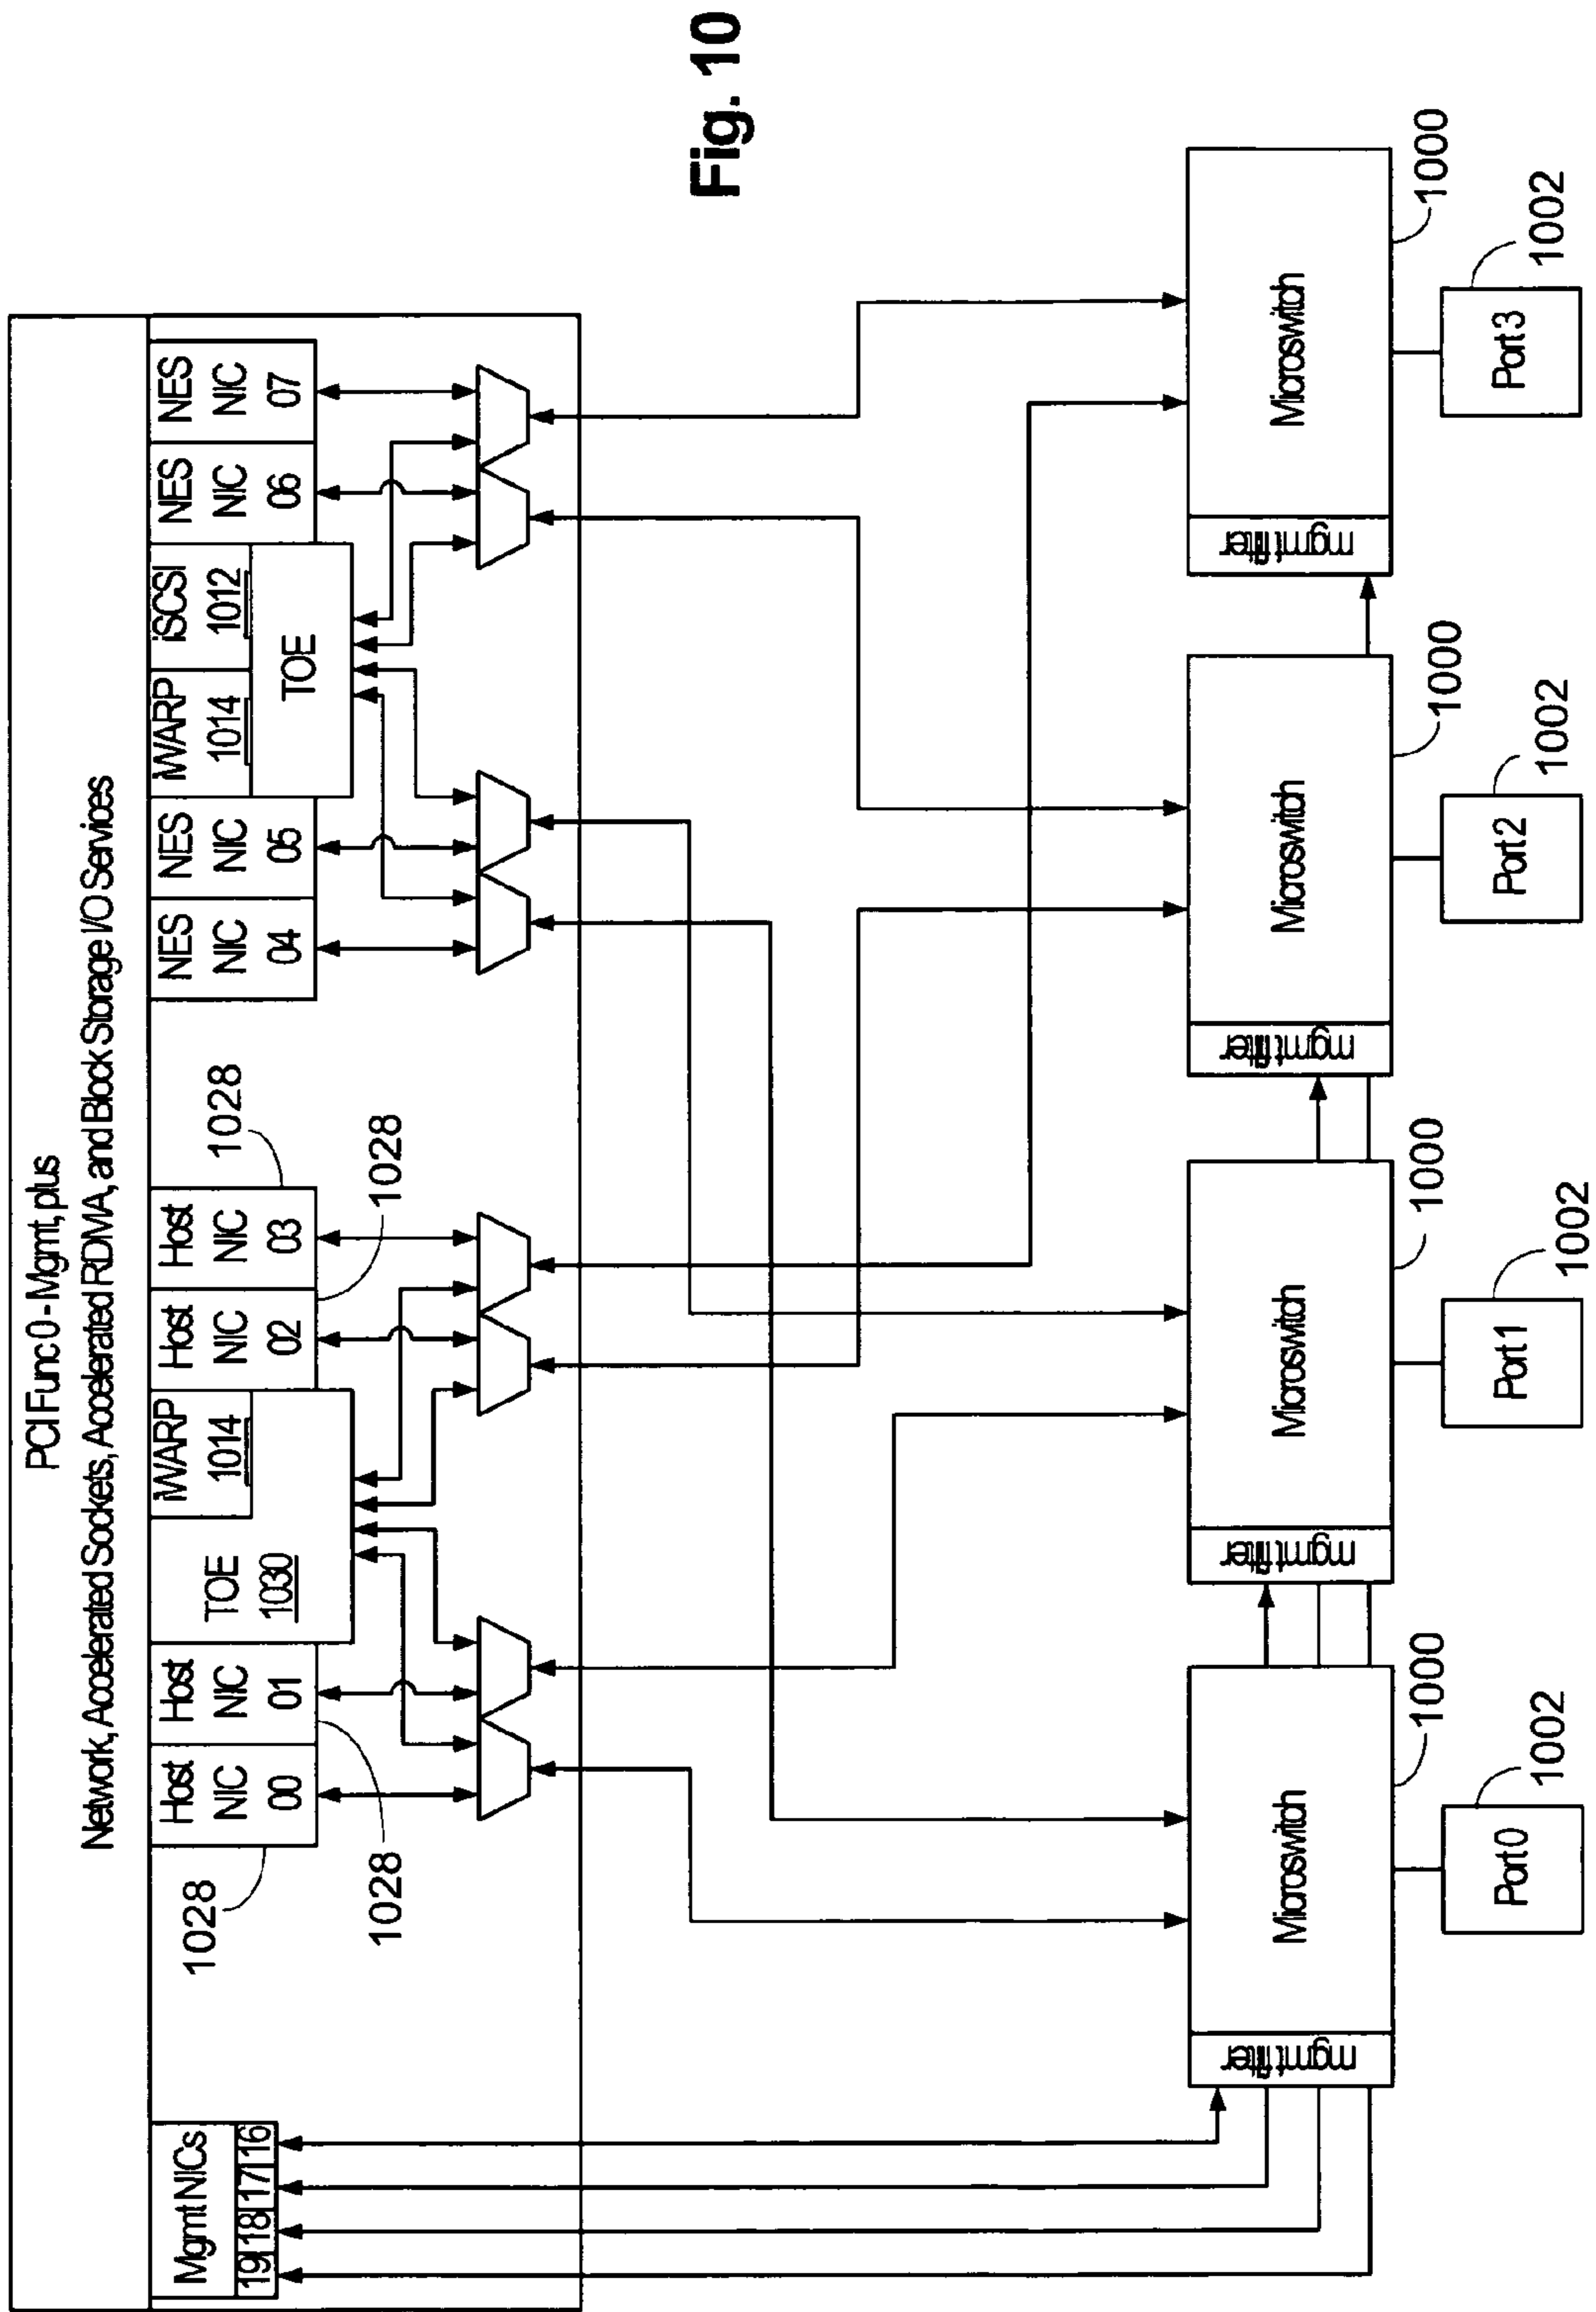 PCI Func 0 - Mgmt, plus
Network, Accelerated Sockets, Accelerated RDMA, and Block Storage I/O Services
Mgmt NICs
19 18 17 16
Host NIC 00
Host NIC 01
TOE 1030
iWARP 1014
Host NIC 02
Host NIC 03
NES NIC 04
NES NIC 05
iWARP 1014
iSCSI 1012
TOE
NES NIC 06
NES NIC 07
1028
1028
1028
1028
Fig. 10
mgmt filter
Microswitch
1000
mgmt filter
Microswitch
1000
mgmt filter
Microswitch
1000
mgmt filter
Microswitch
1000
Port 0
1002
Port 1
1002
Port 2
1002
Port 3
1002